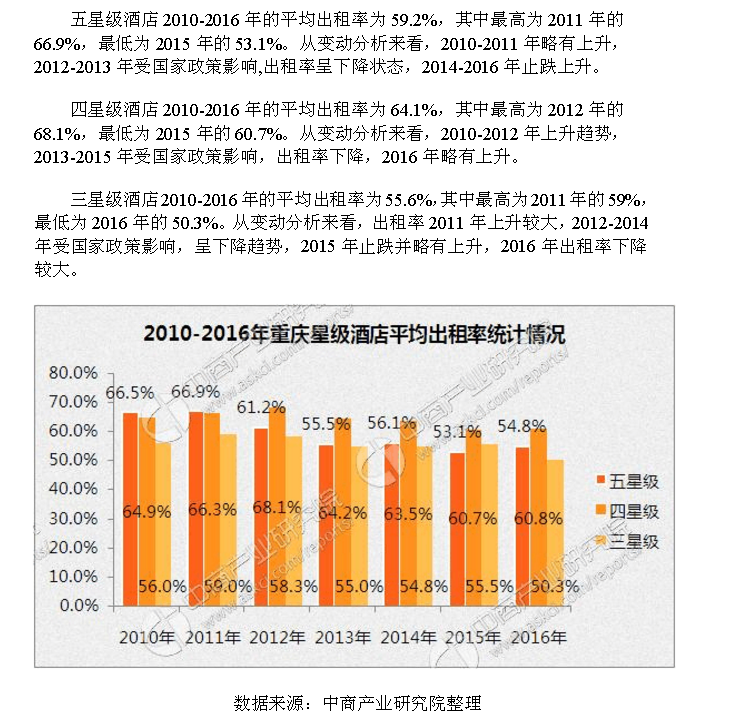 五星级酒店 2010-2016 年的平均出租率为 59.2%，其中最高为 2011 年的
66.9%，最低为 2015 年的 53.1%。从变动分析来看，2010-2011 年略有上升，
2012-2013 年受国家政策影响,出租率呈下降状态，2014-2016 年止跌上升。
四星级酒店 2010-2016 年的平均出租率为 64.1%，其中最高为 2012 年的
68.1%，最低为 2015 年的 60.7%。从变动分析来看，2010-2012 年上升趋势，
2013-2015 年受国家政策影响，出租率下降，2016 年略有上升。
三星级酒店 2010-2016 年的平均出租率为 55.6%，其中最高为 2011 年的 59%，
最低为 2016 年的 50.3%。从变动分析来看，出租率 2011 年上升较大，2012-2014
年受国家政策影响，呈下降趋势，2015 年止跌并略有上升，2016 年出租率下降
较大。
2010-2016年重庆星级酒店平均出租率统计情况
80.0%
70.0%
60.0%
50.0%
40.0%
30.0%
20.0%
10.0%
0.0%
66.5% 66.9% 61.2% 55.5% 56.1% 53.1% 54.8%
64.9% 66.3% 68.1% 64.2% 63.5% 60.7% 60.8%
56.0% 59.0% 58.3% 55.0% 54.8% 55.5% 50.3%
2010年 2011年 2012年 2013年 2014年 2015年 2016年
五星级
四星级
三星级
中商产业研究院
www.askci.com/reports/
数据来源：中商产业研究院整理